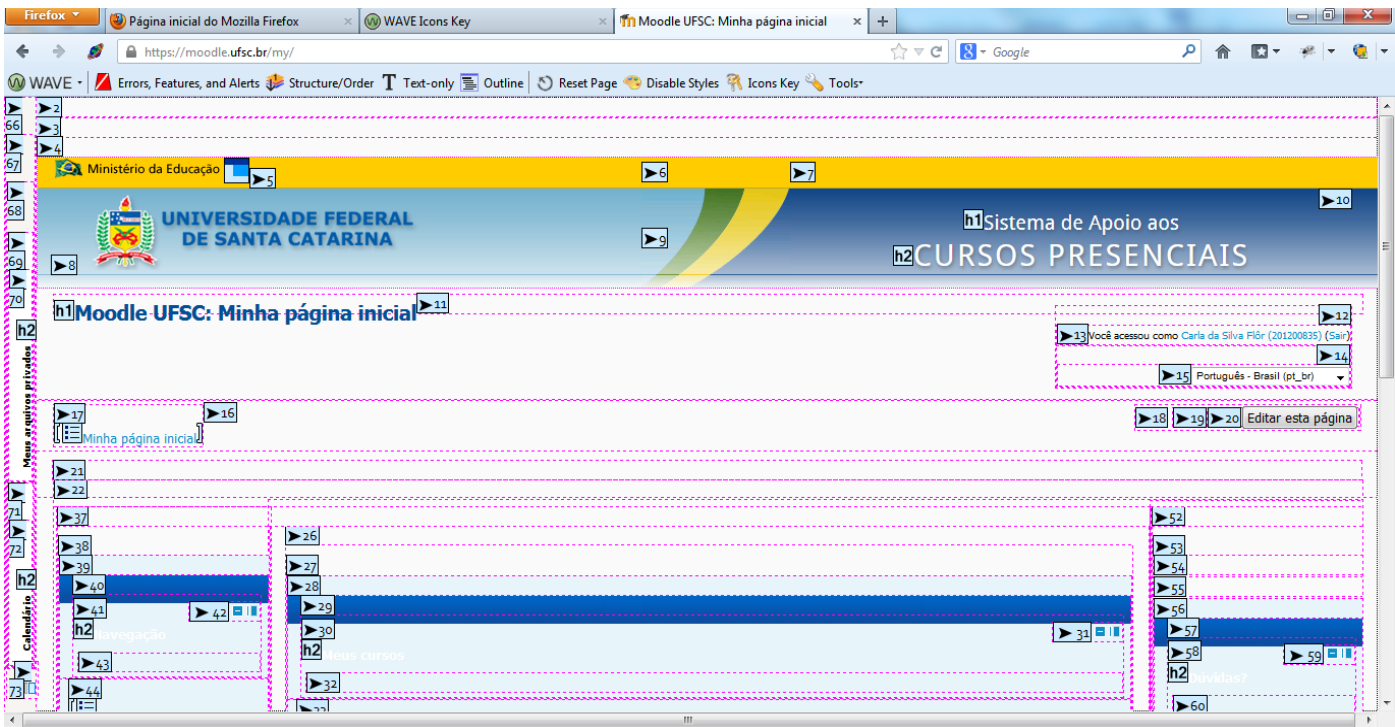 Firefox
Página inicial do Mozilla Firefox × WAVE Icons Key × Moodle UFSC: Minha página inicial × +
https://moodle.ufsc.br/my/ Google
WAVE Errors, Features, and Alerts Structure/Order Text-only Outline Reset Page Disable Styles Icons Key Tools
66 2
3
4
67
Ministério da Educação 5 6 7
68
UNIVERSIDADE FEDERAL h1 Sistema de Apoio aos 10
DE SANTA CATARINA 9
69 8 h2 CURSOS PRESENCIAIS
70 h1 Moodle UFSC: Minha página inicial 11
12
h2 13 Você acessou como Carla da Silva Flôr (201200835) (Sair)
14
Meus arquivos privados
15 Português - Brasil (pt_br)
17 16 18 19 20 Editar esta página
Minha página inicial
21
22
71 37 52
26
72 38 53
39 27 54
h2 40 28 55
Calendário
41 42 29 56
h2 Navegação 30 31 57
h2 Meus cursos 58 59
43 32 h2 Dúvidas?
73 44 33 60